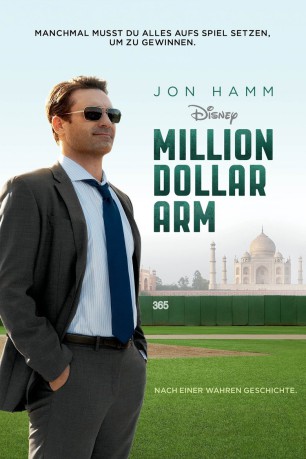 MANCHMAL MUSST DU ALLES AUFS SPIEL SETZEN,
UM ZU GEWINNEN.
JON HAMM
Disney
MILLION
DOLLAR
ARM
365
NACH EINER WAHREN GESCHICHTE.